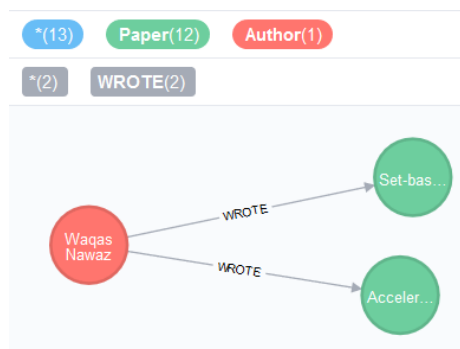 *(13) Paper(12) Author(1)
*(2) WROTE(2)
Set-bas...
WROTE
Waqas
Nawaz
WROTE
Acceler...